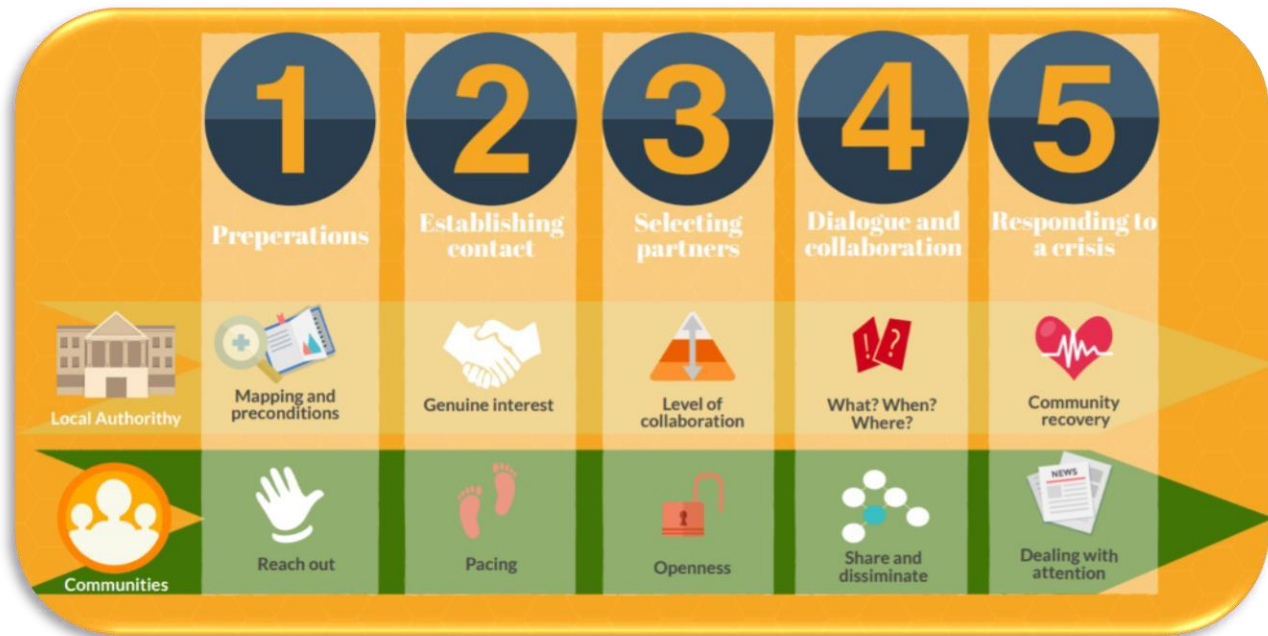 1
2
3
4
5
Preperations
Establishing
contact
Selecting
partners
Dialogue and
collaboration
Responding to
a crisis
Local Authorithy
Mapping and
preconditions
Genuine interest
Level of
collaboration
! ?
What? When?
Where?
Community
recovery
Communities
Reach out
Pacing
Openness
Share and
dissiminate
NEWS
Dealing with
attention